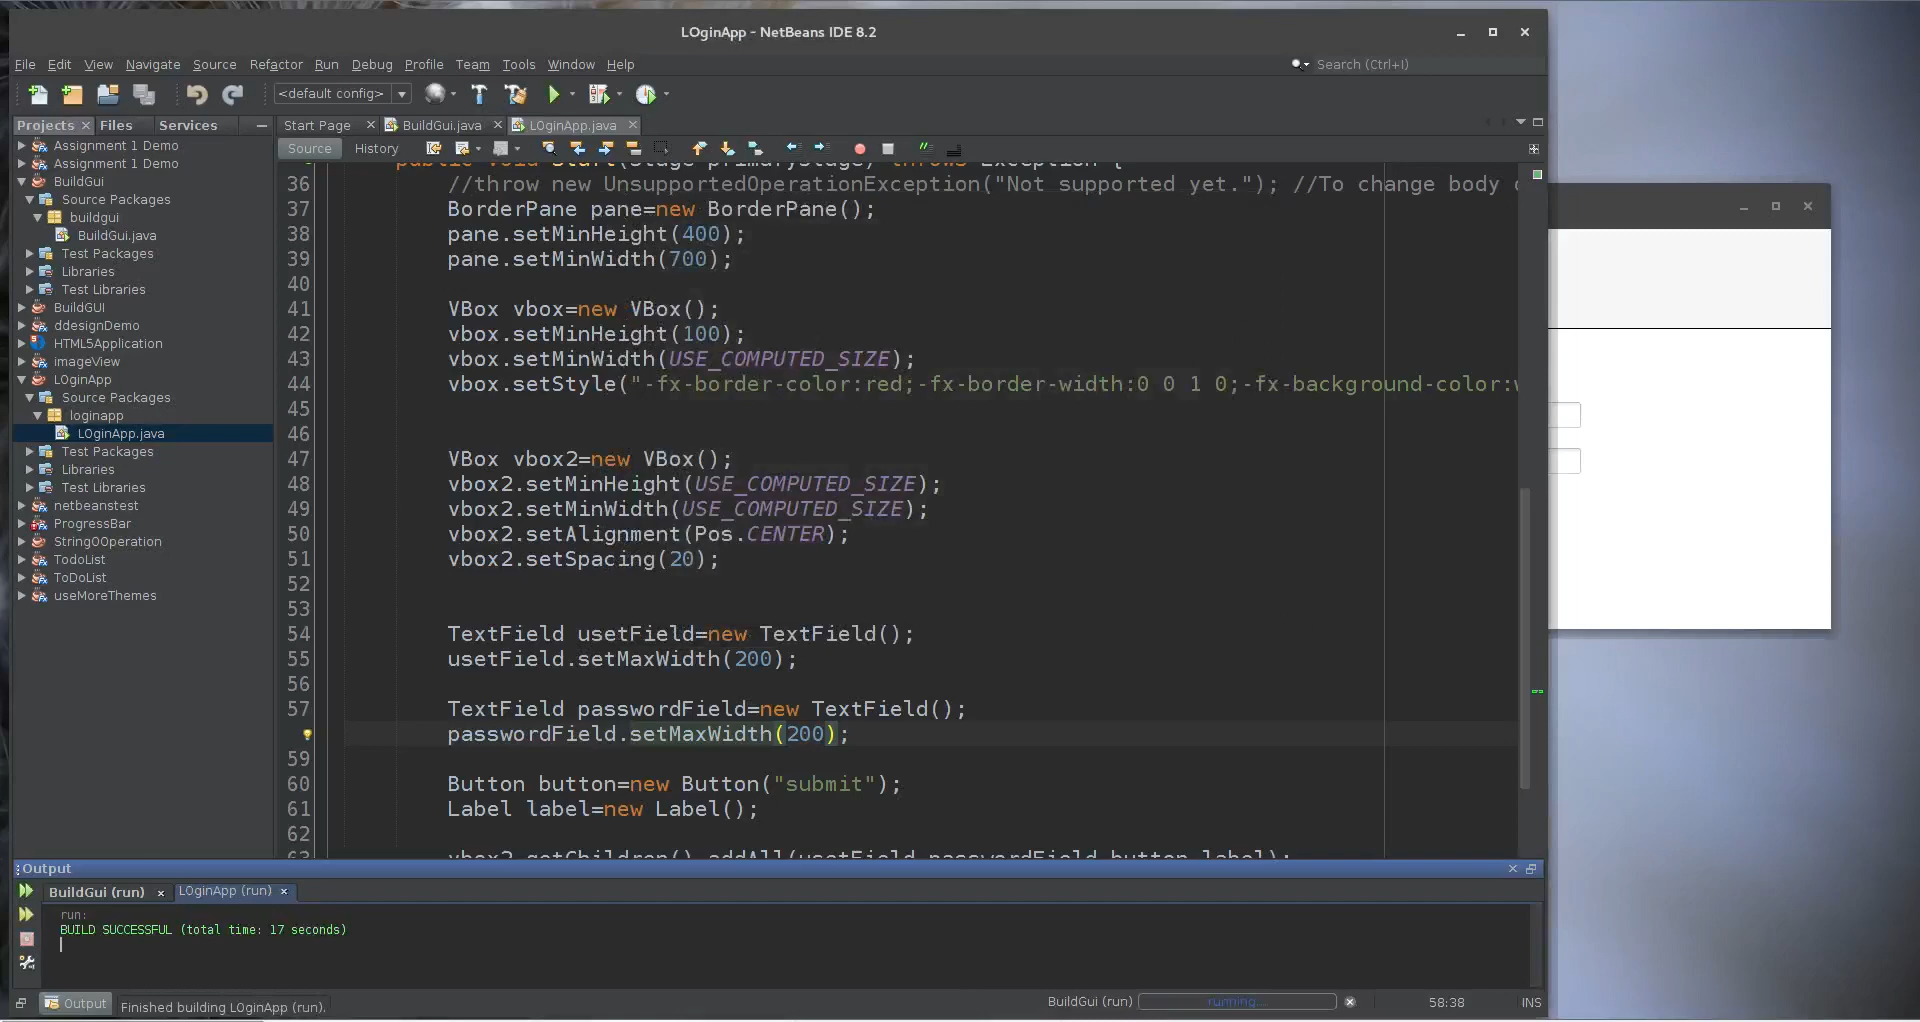 LOginApp - NetBeans IDE 8.2
File Edit View Navigate Source Refactor Run Debug Profile Team Tools Window Help
Search (Ctrl+I)
<default config>
Projects Files Services
Start Page BuildGui.java LOginApp.java
Source History
Assignment 1 Demo
Assignment 1 Demo
BuildGui
Source Packages
buildgui
BuildGui.java
Test Packages
Libraries
Test Libraries
BuildGUI
ddesignDemo
HTML5Application
imageView
LOginApp
Source Packages
loginapp
LOginApp.java
Test Packages
Libraries
Test Libraries
netbeanstest
ProgressBar
StringOOperation
TodoList
ToDoList
useMoreThemes
public void start(Stage primaryStage) throws Exception {
36 //throw new UnsupportedOperationException("Not supported yet."); //To change body
37 BorderPane pane=new BorderPane();
38 pane.setMinHeight(400);
39 pane.setMinWidth(700);
40
41 VBox vbox=new VBox();
42 vbox.setMinHeight(100);
43 vbox.setMinWidth(USE_COMPUTED_SIZE);
44 vbox.setStyle("-fx-border-color:red;-fx-border-width:0 0 1 0;-fx-background-color:
45
46
47 VBox vbox2=new VBox();
48 vbox2.setMinHeight(USE_COMPUTED_SIZE);
49 vbox2.setMinWidth(USE_COMPUTED_SIZE);
50 vbox2.setAlignment(Pos.CENTER);
51 vbox2.setSpacing(20);
52
53
54 TextField usetField=new TextField();
55 usetField.setMaxWidth(200);
56
57 TextField passwordField=new TextField();
passwordField.setMaxWidth(200);
59
60 Button button=new Button("submit");
61 Label label=new Label();
62
63 vbox2.getChildren().addAll(usetField,passwordField,button,label);
Output
BuildGui (run) LOginApp (run)
run:
BUILD SUCCESSFUL (total time: 17 seconds)
Output
Finished building LOginApp (run).
BuildGui (run) running...
58:38 INS